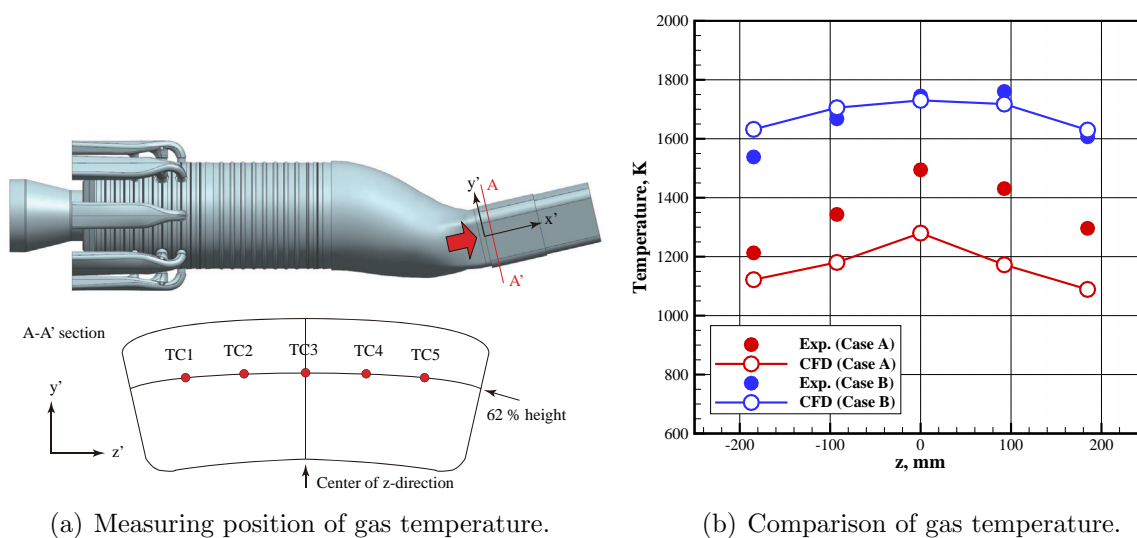 y'
A
x'
A'
A-A' section
TC1
TC2
TC3
TC4
TC5
y'
z'
62 % height
Center of z-direction
(a) Measuring position of gas temperature.
2000
1800
1600
1400
1200
1000
800
600
Temperature, K
Exp. (Case A)
CFD (Case A)
Exp. (Case B)
CFD (Case B)
-200
-100
0
100
200
z, mm
(b) Comparison of gas temperature.